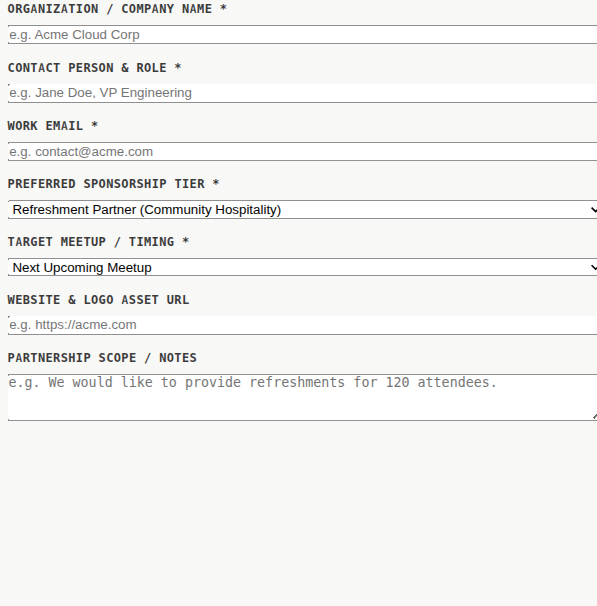 ORGANIZATION / COMPANY NAME *
e.g. Acme Cloud Corp
CONTACT PERSON & ROLE *
e.g. Jane Doe, VP Engineering
WORK EMAIL *
e.g. contact@acme.com
PREFERRED SPONSORSHIP TIER *
Refreshment Partner (Community Hospitality)
TARGET MEETUP / TIMING *
Next Upcoming Meetup
WEBSITE & LOGO ASSET URL
e.g. https://acme.com
PARTNERSHIP SCOPE / NOTES
e.g. We would like to provide refreshments for 120 attendees.